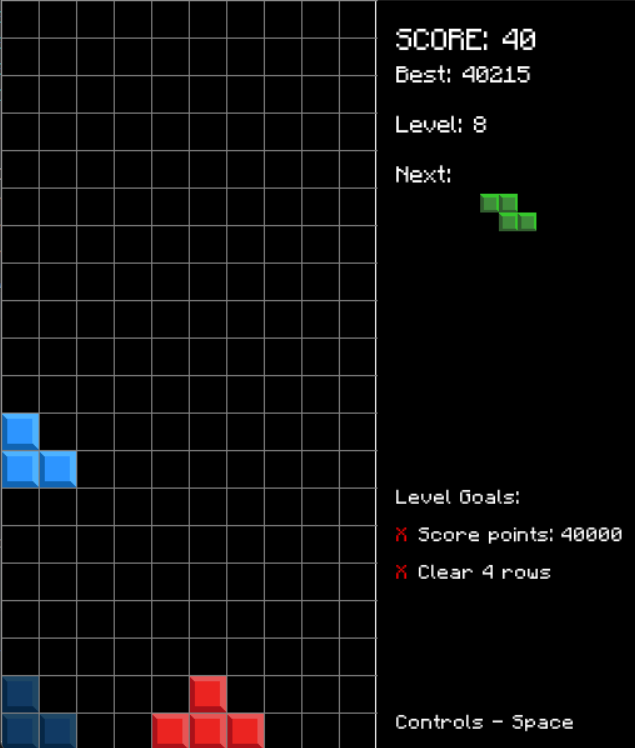 SCORE: 40
Best: 40215
Level: 8
Next:
Level Goals:
X Score points: 40000
X Clear 4 rows
Controls - Space